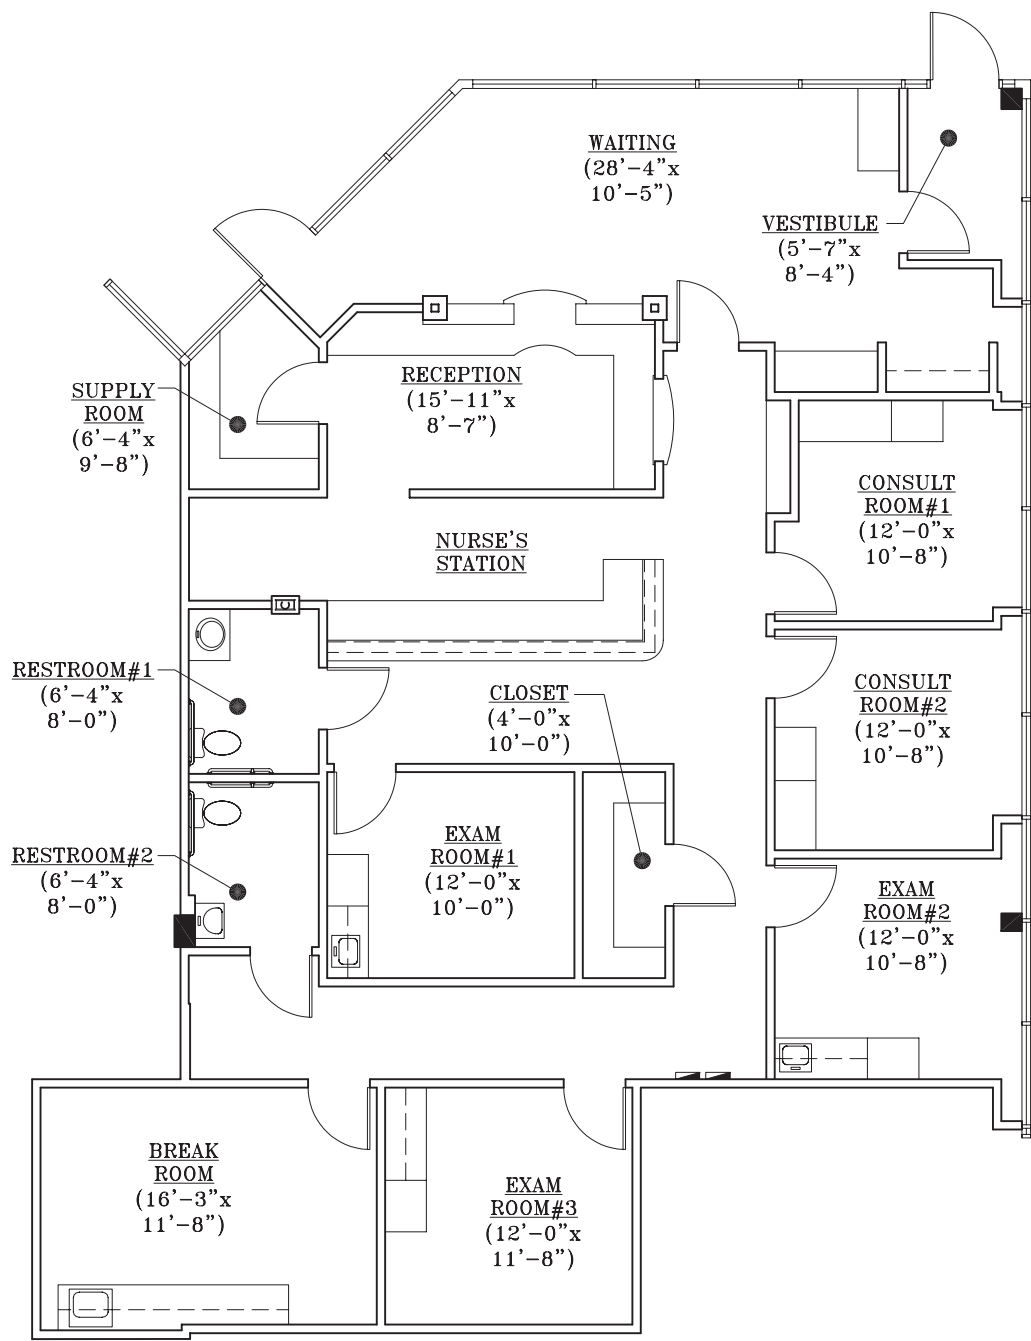 WAITING
(28'-4"x
10'-5")
VESTIBULE
(5'-7"x
8'-4")
SUPPLY
ROOM
(6'-4"x
9'-8")
RECEPTION
(15'-11"x
8'-7")
CONSULT
ROOM#1
(12'-0"x
10'-8")
NURSE'S
STATION
RESTROOM#1
(6'-4"x
8'-0")
CLOSET
(4'-0"x
10'-0")
CONSULT
ROOM#2
(12'-0"x
10'-8")
RESTROOM#2
(6'-4"x
8'-0")
EXAM
ROOM#1
(12'-0"x
10'-0")
EXAM
ROOM#2
(12'-0"x
10'-8")
BREAK
ROOM
(16'-3"x
11'-8")
EXAM
ROOM#3
(12'-0"x
11'-8")